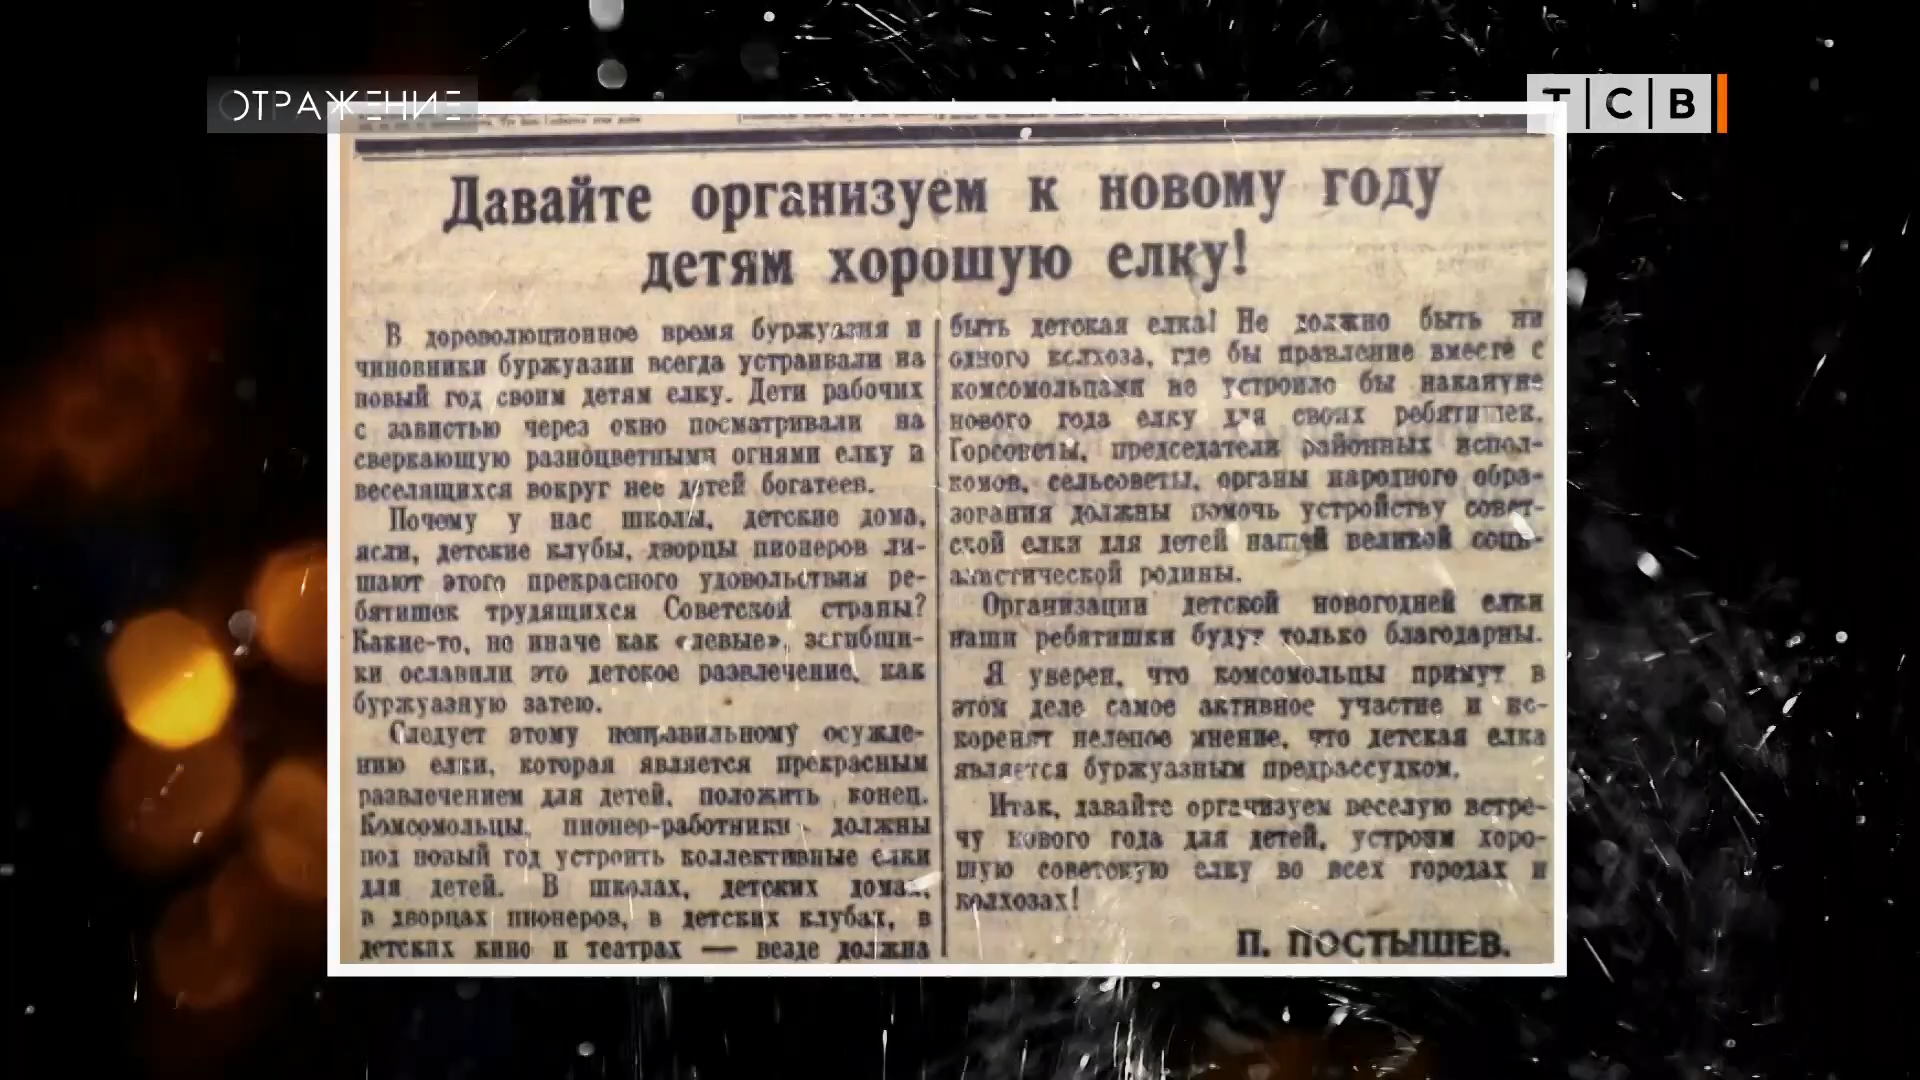 ОТРАЖЕНИЕ
ТСВ
Давайте организуем к новому году
детям хорошую елку!
В дореволюционное время буржуазия и
чиновники буржуазии всегда устраивали на
новый год своим детям елку. Дети рабочих
с завистью через окно посматривали на
сверкающую разноцветными огнями елку и
веселящихся вокруг нее детей богатеев.
Почему у нас школы, детские дома,
ясли, детские клубы, дворцы пионеров ли-
шают этого прекрасного удовольствия ре-
бятишек трудящихся Советской страны?
Какие-то, не иначе как «левые», загибщи-
ки ославили это детское развлечение, как
буржуазную затею.
Следует этому неправильному осужде-
нию елки, которая является прекрасным
развлечением для детей, положить конец.
Комсомольцы, пионер-работники должны
под новый год устроить коллективные елки
для детей. В школах, детских домах,
в дворцах пионеров, в детских клубах, в
детских кино и театрах — везде должна
быть детская елка! Не должно быть ни
одного колхоза, где бы правление вместе с
комсомольцами не устроило бы накануне
нового года елку для своих ребятишек.
Горсоветы, председатели районных испол-
комов, сельсоветы, органы народного обра-
зования должны помочь устройству совет-
ской елки для детей нашей великой социа-
листической родины.
Организации детской новогодней елки
наши ребятишки будут только благодарны.
Я уверен, что комсомольцы примут в
этом деле самое активное участие и ис-
коренят нелепое мнение, что детская елка
является буржуазным предрассудком.
Итак, давайте организуем веселую встре-
чу нового года для детей, устроим хоро-
шую советскую елку во всех городах и
колхозах!
П. ПОСТЫШЕВ.